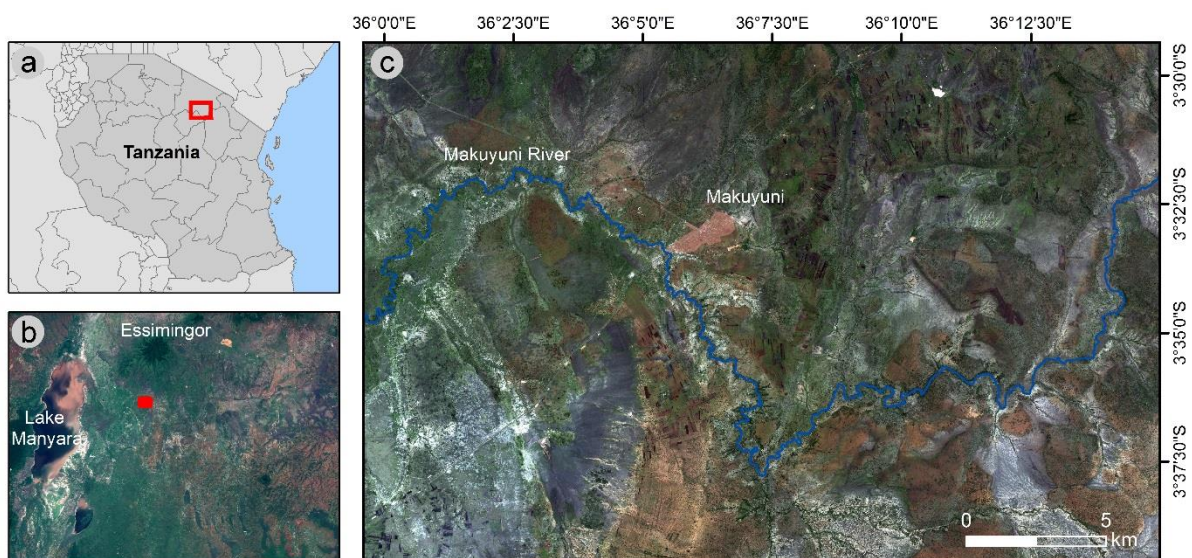 a
Tanzania
b
Essimingor
Lake
Manyara
c
36°0'0"E
36°2'30"E
36°5'0"E
36°7'30"E
36°10'0"E
36°12'30"E
Makuyuni River
Makuyuni
3°30'0"S
3°32'30"S
3°35'0"S
3°37'30"S
0
5
km